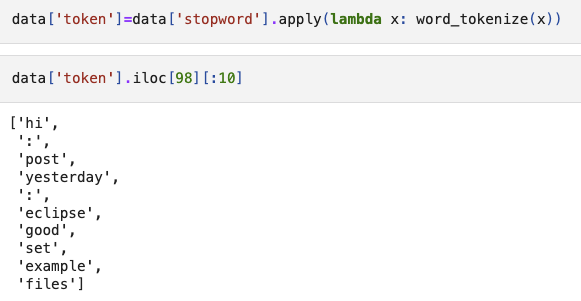 data['token']=data['stopword'].apply(lambda x: word_tokenize(x))
data['token'].iloc[98][:10]
['hi',
':',
'post',
'yesterday',
':',
'eclipse',
'good',
'set',
'example',
'files']